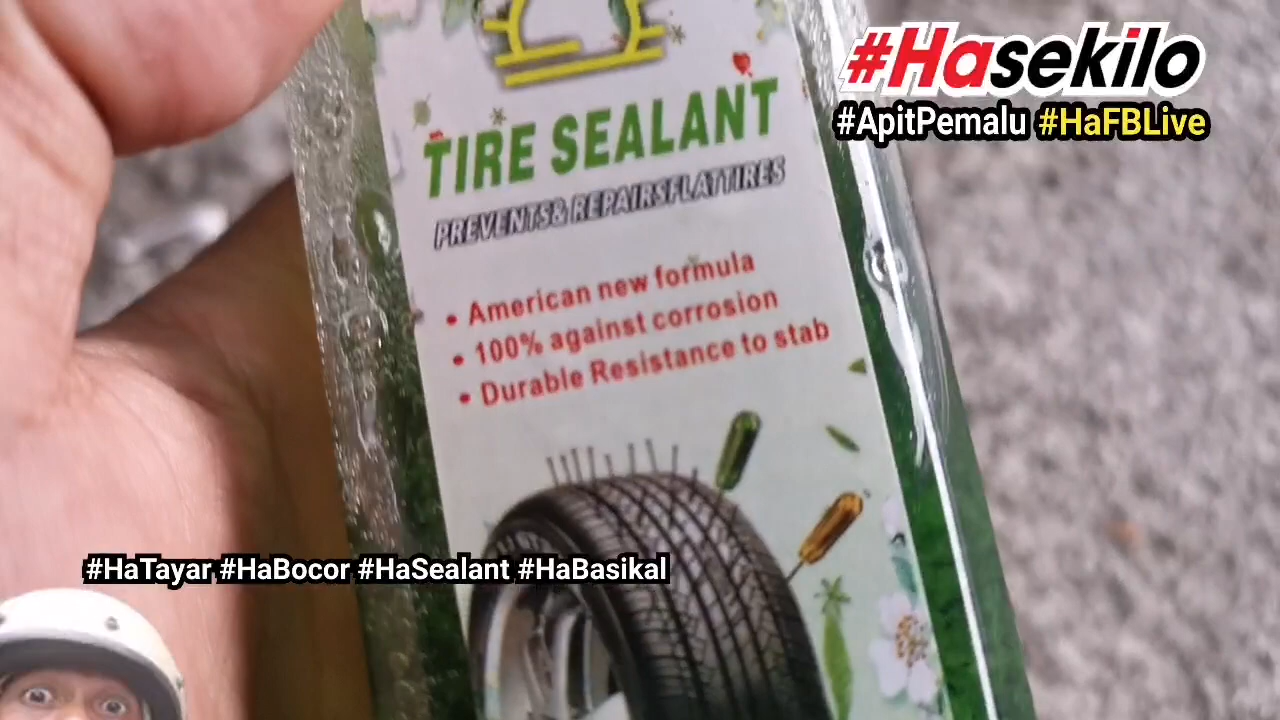 #Hasekilo
#ApitPemalu #HaFBLive
TIRE SEALANT
PREVENTS& REPAIRSFLATTIRES
• American new formula
• 100% against corrosion
• Durable Resistance to stab
#HaTayar #HaBocor #HaSealant #HaBasikal